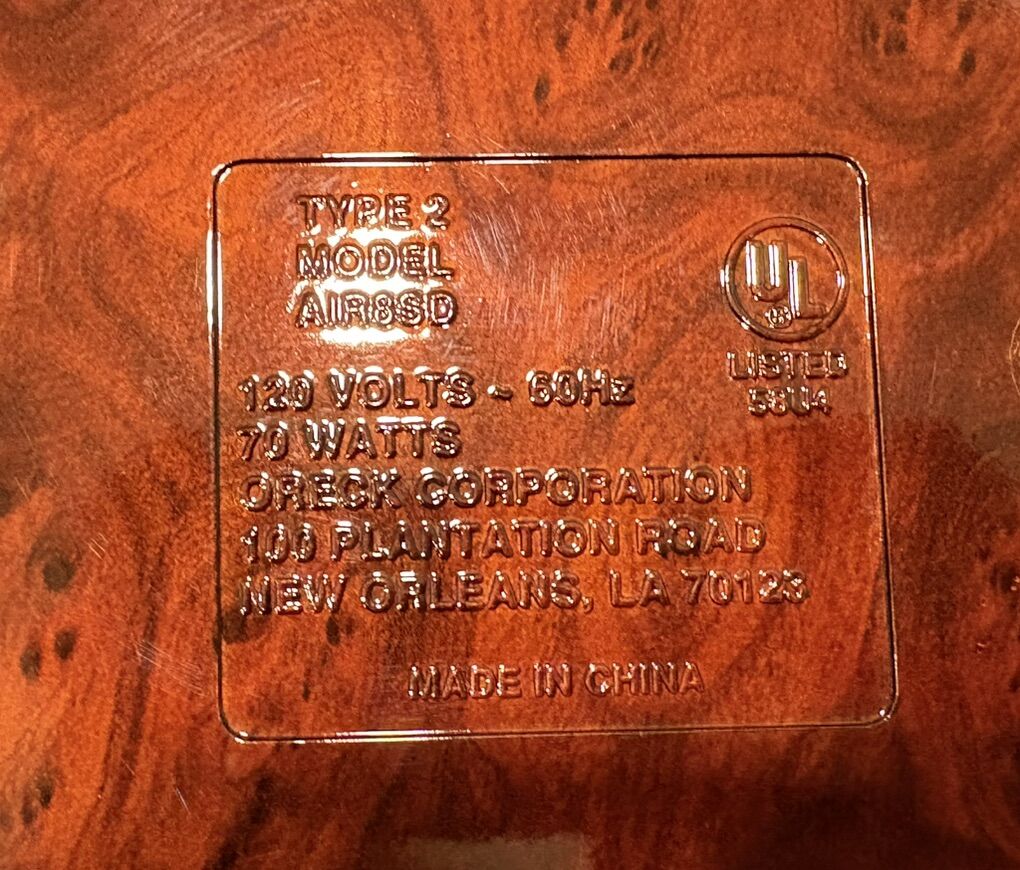 TYPE 2
MODEL
AIR8SD
UL
®
LISTED
58U4
120 VOLTS ~ 60Hz
70 WATTS
ORECK CORPORATION
100 PLANTATION ROAD
NEW ORLEANS, LA 70123
MADE IN CHINA